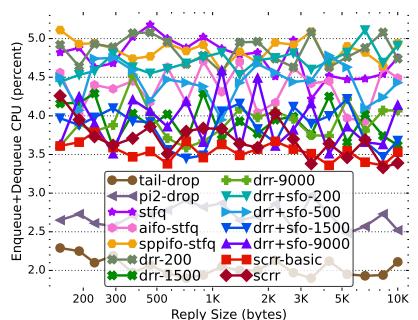 Enqueue+Dequeue CPU (percent)
5.0
4.5
4.0
3.5
3.0
2.5
2.0
tail-drop
pi2-drop
stfq
aifo-stfq
sppifo-stfq
drr-200
drr-1500
drr-9000
drr+sfo-200
drr+sfo-500
drr+sfo-1500
drr+sfo-9000
scrr-basic
scrr
200 300 500 1K 2K 3K 5K 10K
Reply Size (bytes)